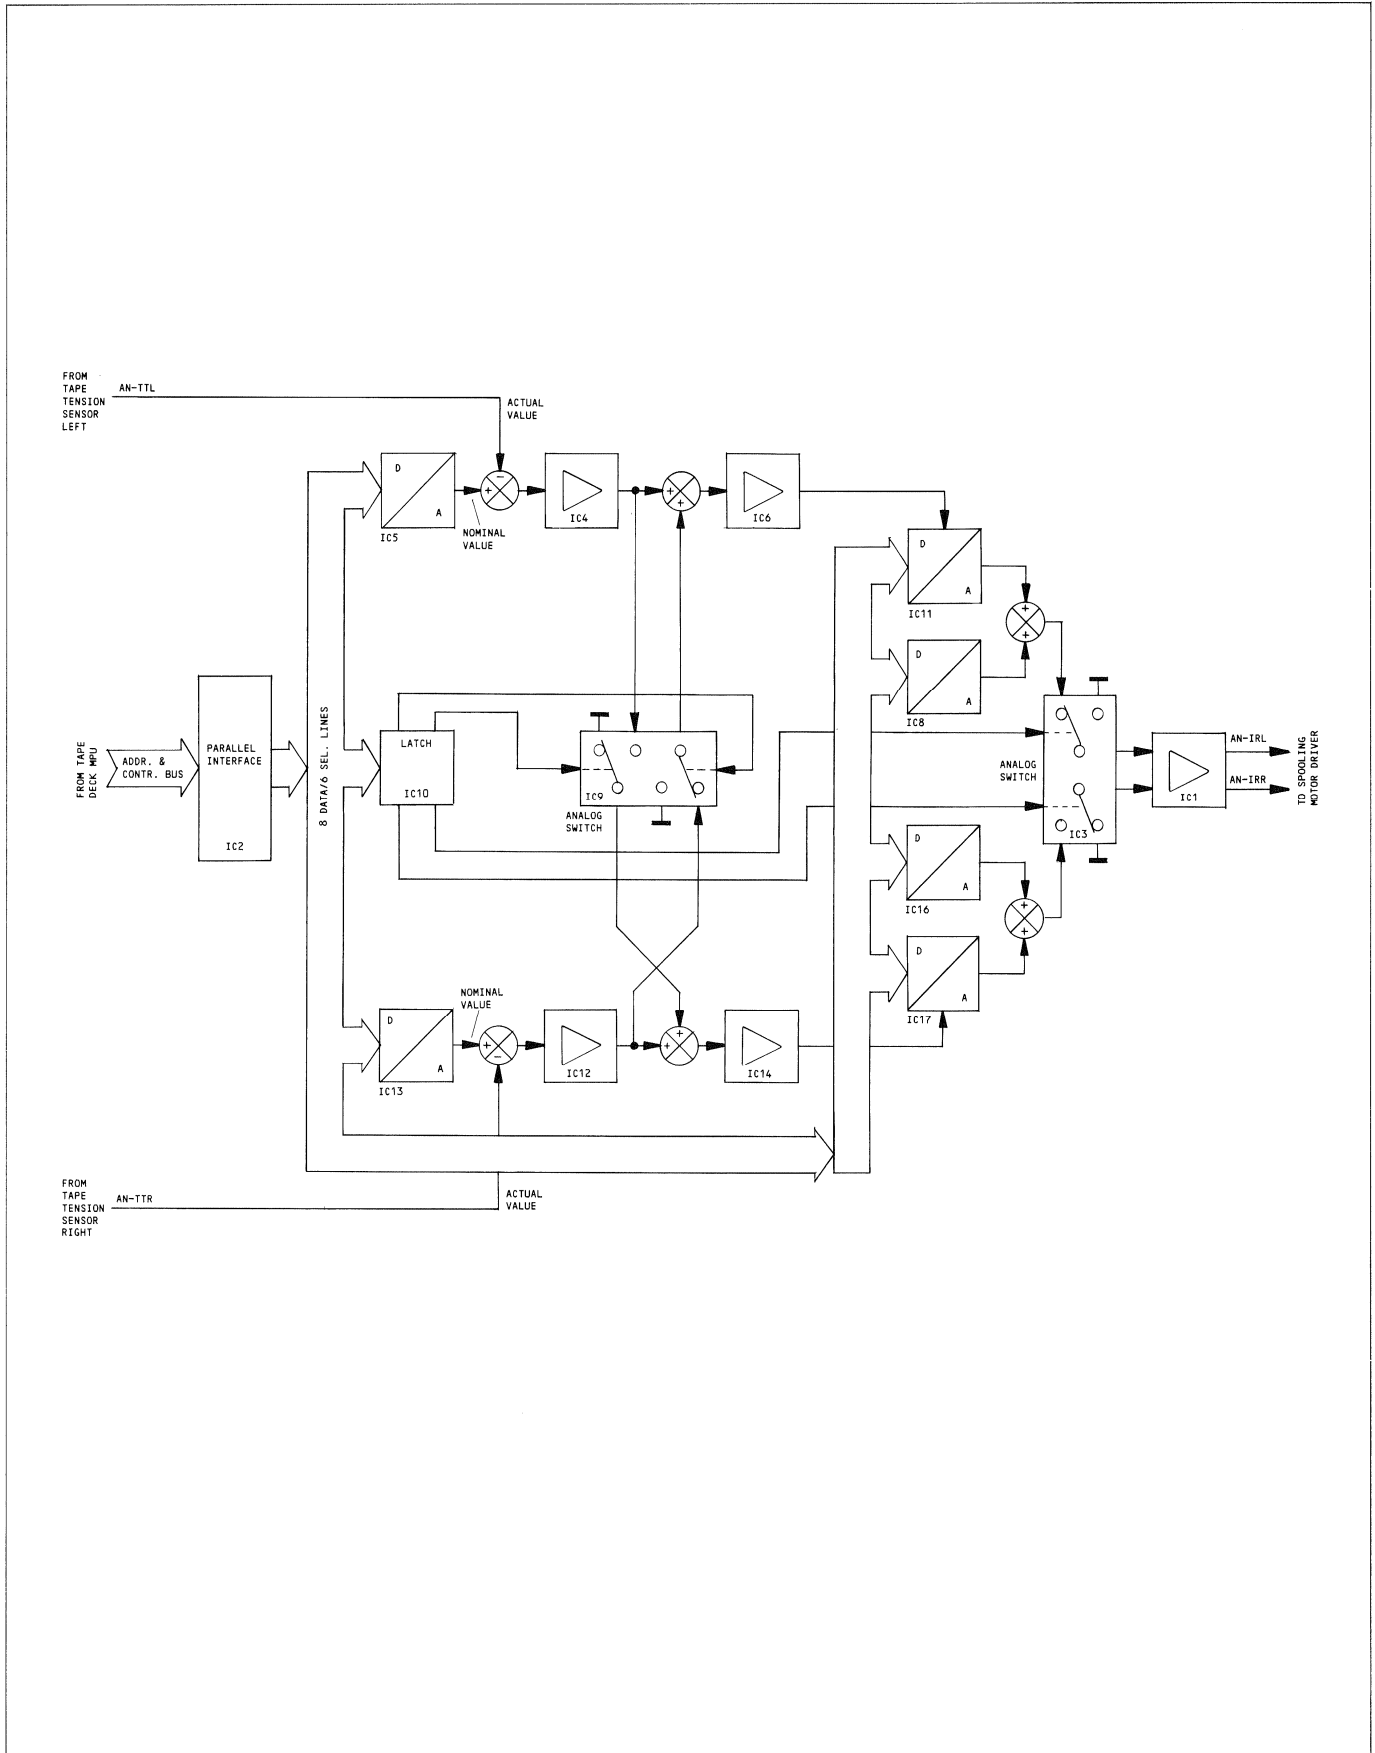 FROM
TAPE
TENSION
SENSOR
LEFT
AN-TTL
ACTUAL
VALUE
D
A
IC5
NOMINAL
VALUE
-
+
IC4
+
+
IC6
D
A
IC11
+
+
D
A
IC8
FROM TAPE
DECK MPU
ADDR. &
CONTR. BUS
PARALLEL
INTERFACE
IC2
8 DATA/6 SEL. LINES
LATCH
IC10
IC9
ANALOG
SWITCH
ANALOG
SWITCH
IC3
IC1
AN-IRL
AN-IRR
TO SPOOLING
MOTOR DRIVER
D
A
IC16
+
+
D
A
IC17
NOMINAL
VALUE
D
A
IC13
+
-
IC12
+
+
IC14
FROM
TAPE
TENSION
SENSOR
RIGHT
AN-TTR
ACTUAL
VALUE